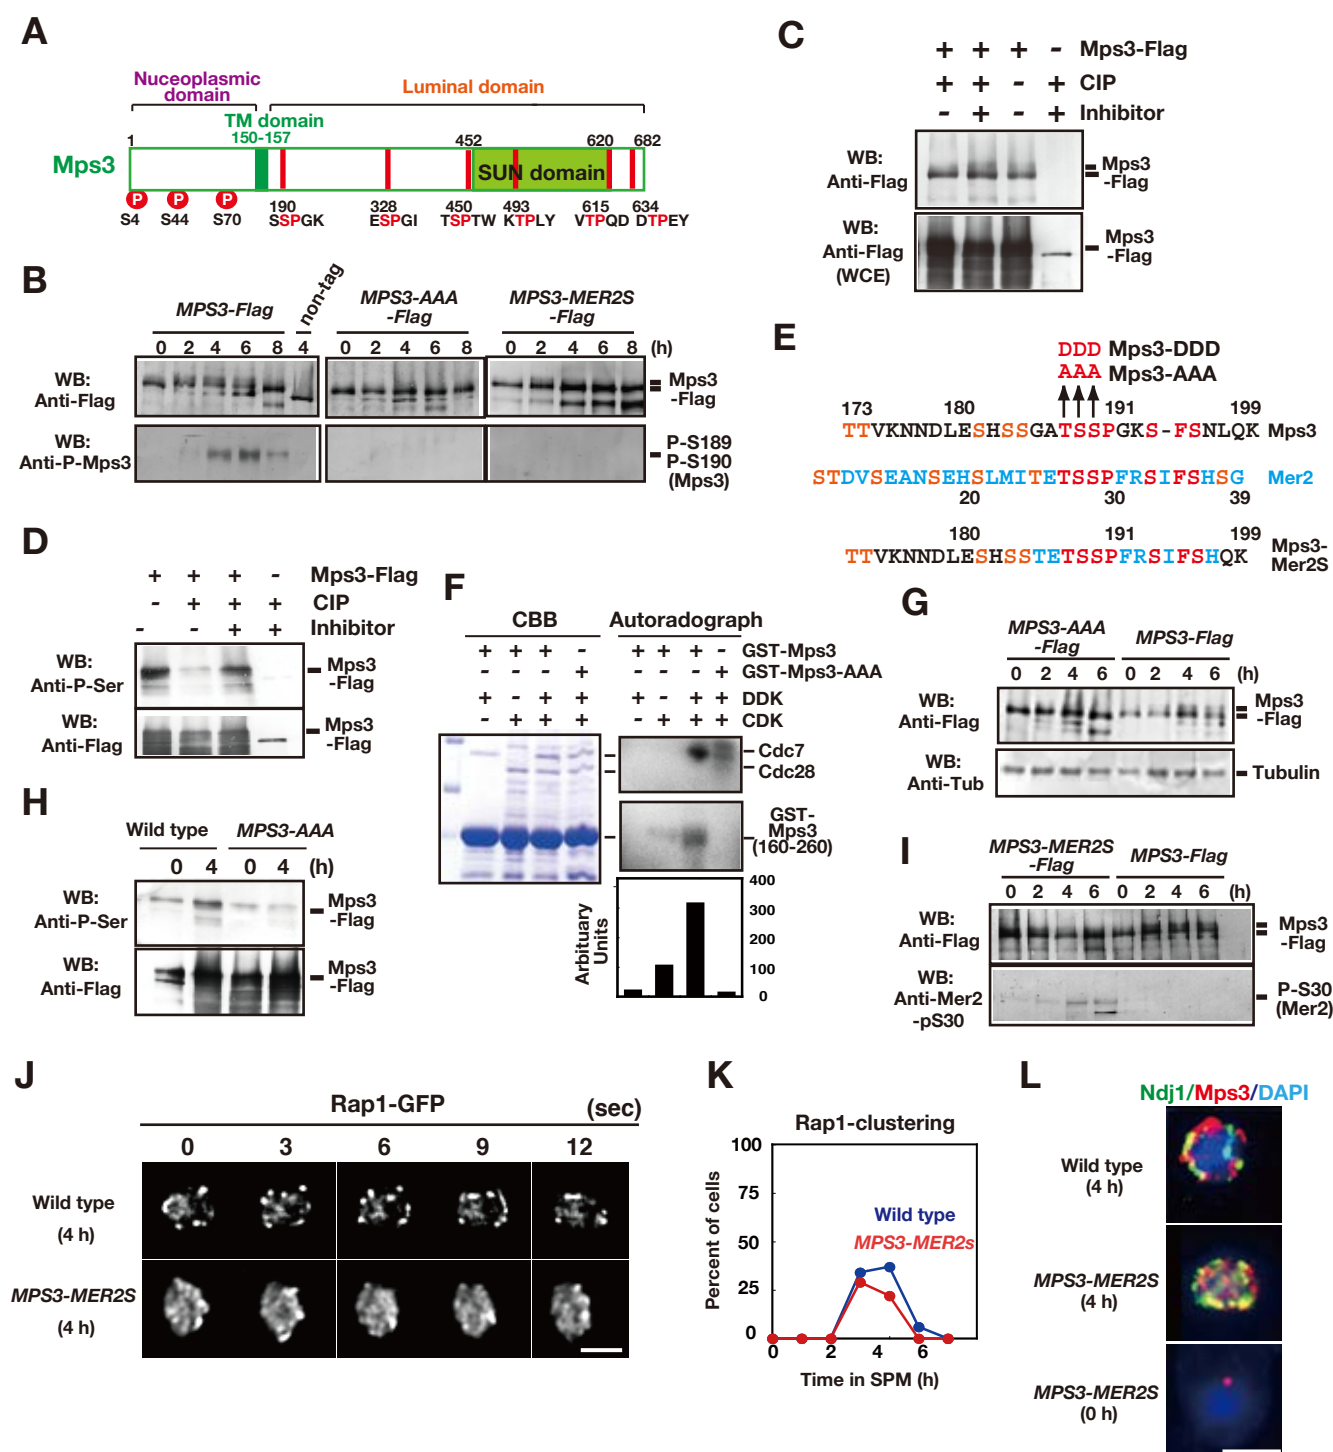 A
Nuceoplasmic
domain
Luminal domain
TM domain
1
150-157
452
620
682
Mps3
SUN domain
P
P
P
S4
S44
S70
190
328
450
493
615
634
SSPGK
ESPGI
TSPTW
KTPLY
VTPQD
DTPEY
B
MPS3-Flag
non-tag
MPS3-AAA
-Flag
MPS3-MER2S
-Flag
0 2 4 6 8 4 0 2 4 6 8 0 2 4 6 8 (h)
WB:
Anti-Flag
Mps3
-Flag
WB:
Anti-P-Mps3
P-S189
P-S190
(Mps3)
C
+ + + - Mps3-Flag
+ + - + CIP
- + - + Inhibitor
WB:
Anti-Flag
Mps3
-Flag
WB:
Anti-Flag
(WCE)
Mps3
-Flag
D
+ + + - Mps3-Flag
- + + + CIP
- - + + Inhibitor
WB:
Anti-P-Ser
Mps3
-Flag
WB:
Anti-Flag
Mps3
-Flag
E
DDD Mps3-DDD
AAA Mps3-AAA
173 180 191 199
TTVKNNDLESHSSGATSSPGKS-FSNLQK Mps3
STDVSEANSEHSLMITETSSPFRSIFSHSG Mer2
20 30 39
180 191 199
TTVKNNDLESHSSTETSSPFRSIFSHQK Mps3-
Mer2S
F
CBB
Autoradograph
+ + + - + + + - GST-Mps3
- - - + - - - + GST-Mps3-AAA
+ - + + + - + + DDK
- + + + - + + + CDK
Cdc7
Cdc28
GST-
Mps3
(160-260)
Arbituary
Units
400
300
200
100
0
G
MPS3-AAA
-Flag
MPS3-Flag
0 2 4 6 0 2 4 6 (h)
WB:
Anti-Flag
Mps3
-Flag
WB:
Anti-Tub
Tubulin
H
Wild type
MPS3-AAA
0 4 0 4 (h)
WB:
Anti-P-Ser
Mps3
-Flag
WB:
Anti-Flag
Mps3
-Flag
I
MPS3-MER2S
-Flag
MPS3-Flag
0 2 4 6 0 2 4 6 (h)
WB:
Anti-Flag
Mps3
-Flag
WB:
Anti-Mer2
-pS30
P-S30
(Mer2)
J
Rap1-GFP
(sec)
0 3 6 9 12
Wild type
(4 h)
MPS3-MER2S
(4 h)
K
Rap1-clustering
100
75
50
25
0
Percent of cells
Wild type
MPS3-MER2s
0 2 4 6
Time in SPM (h)
L
Ndj1/Mps3/DAPI
Wild type
(4 h)
MPS3-MER2S
(4 h)
MPS3-MER2S
(0 h)